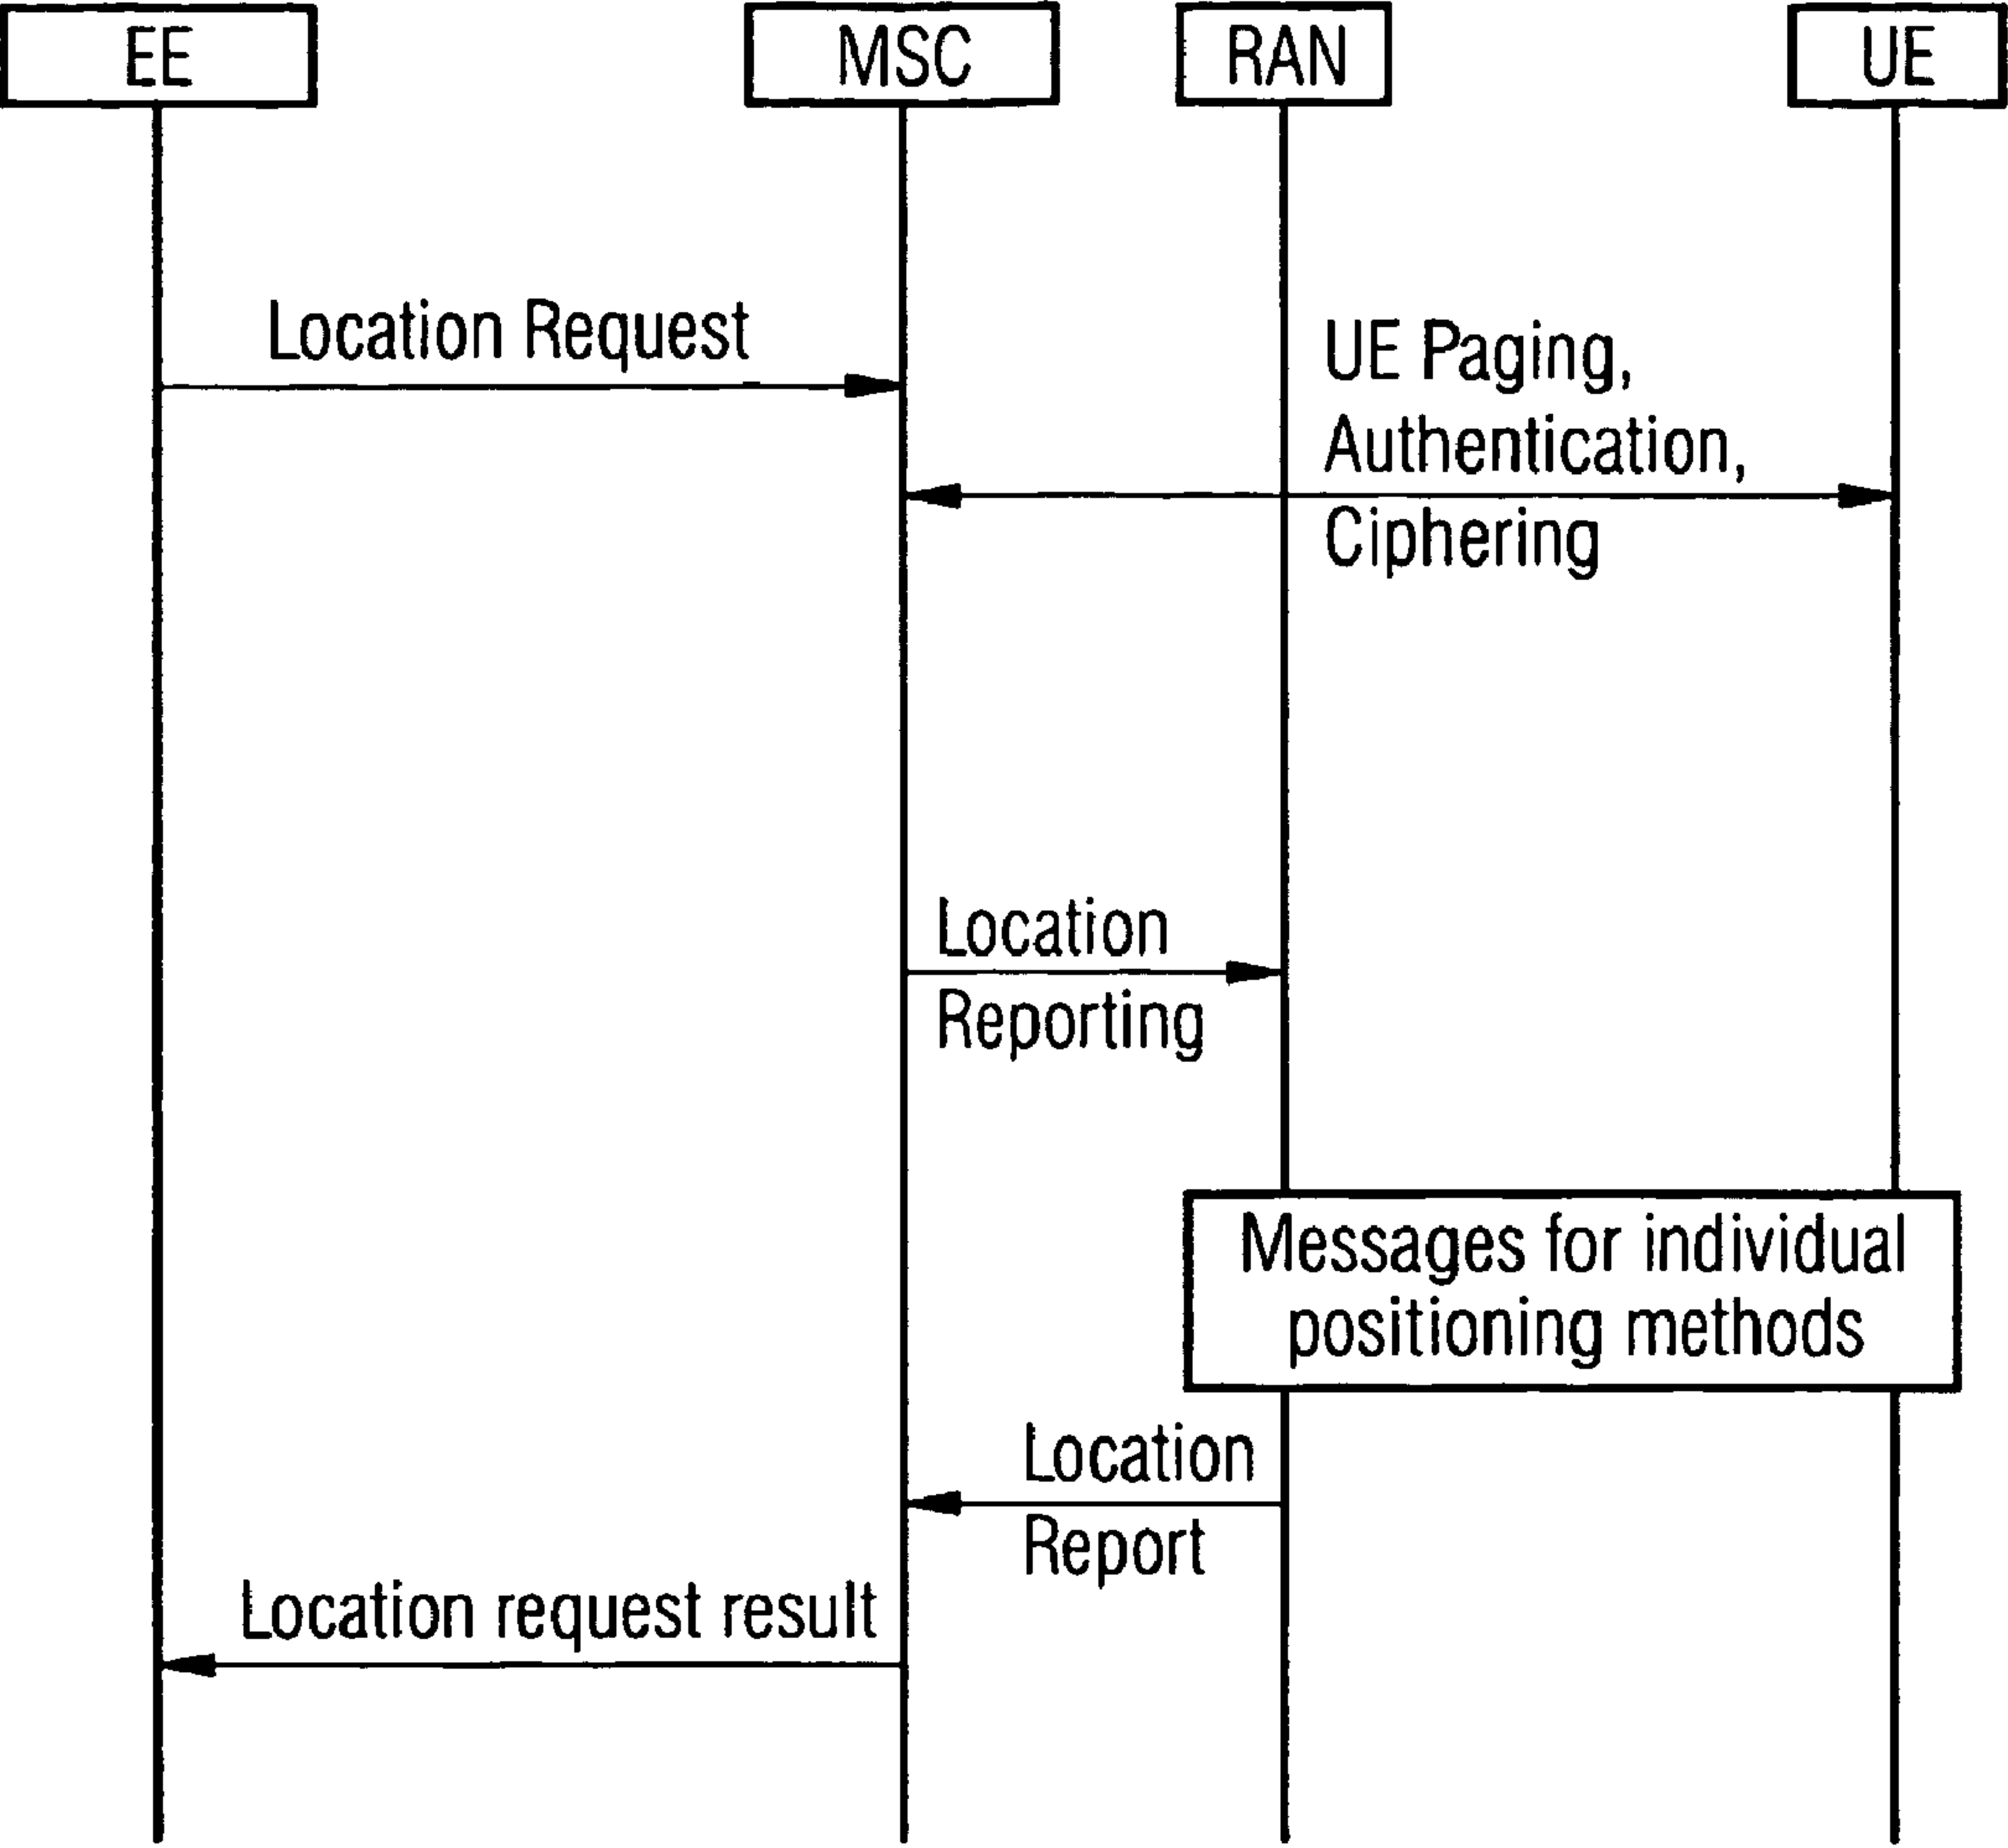 EE
MSC
RAN
UE
Location Request
UE Paging,
Authentication,
Ciphering
Location
Reporting
Messages for individual
positioning methods
Location
Report
Location request result